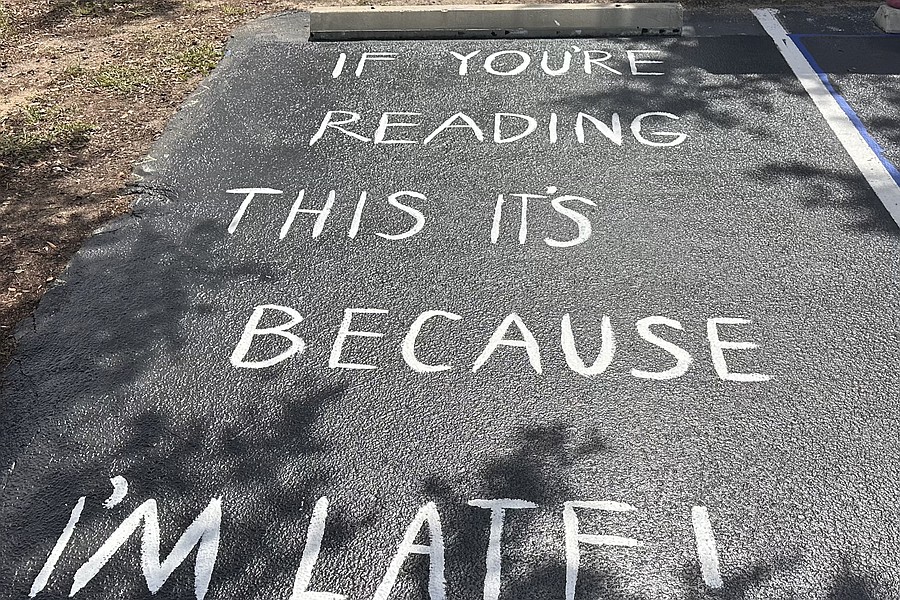 IF YOU'RE
READING
THIS IT'S
BECAUSE
I'M LATE!